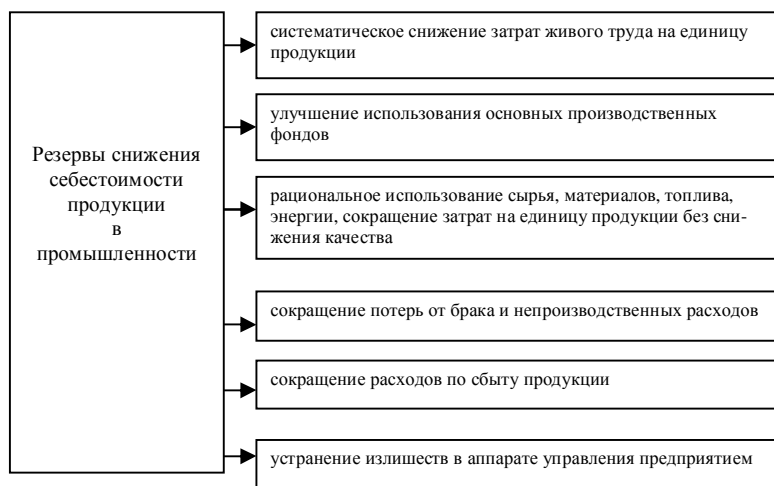 Резервы снижения
себестоимости
продукции
в
промышленности
систематическое снижение затрат живого труда на единицу
продукции
улучшение использования основных производственных
фондов
рациональное использование сырья, материалов, топлива,
энергии, сокращение затрат на единицу продукции без сни-
жения качества
сокращение потерь от брака и непроизводственных расходов
сокращение расходов по сбыту продукции
устранение излишеств в аппарате управления предприятием